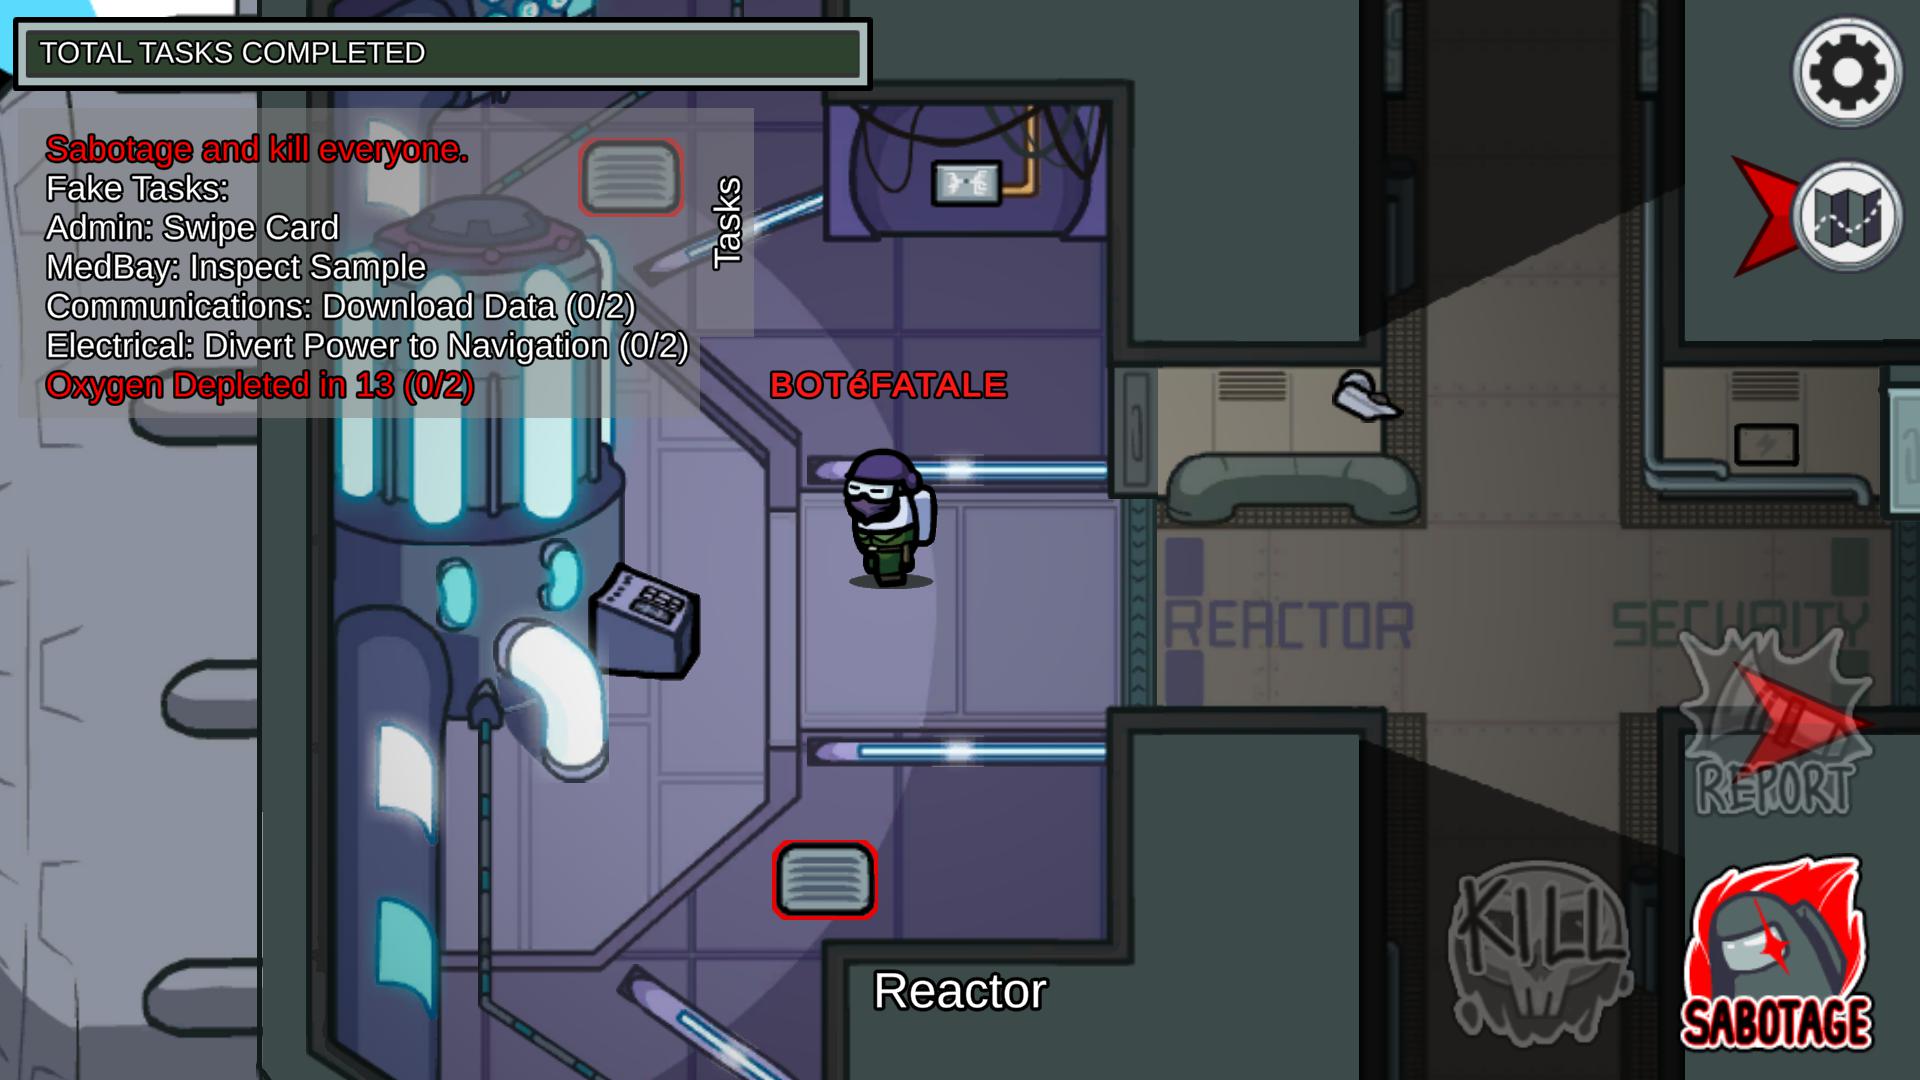 TOTAL TASKS COMPLETED
Sabotage and kill everyone.
Fake Tasks:
Admin: Swipe Card
MedBay: Inspect Sample
Communications: Download Data (0/2)
Electrical: Divert Power to Navigation (0/2)
Oxygen Depleted in 13 (0/2)
Tasks
BOTéFATALE
REACTOR
SECURITY
REPORT
KILL
SABOTAGE
Reactor